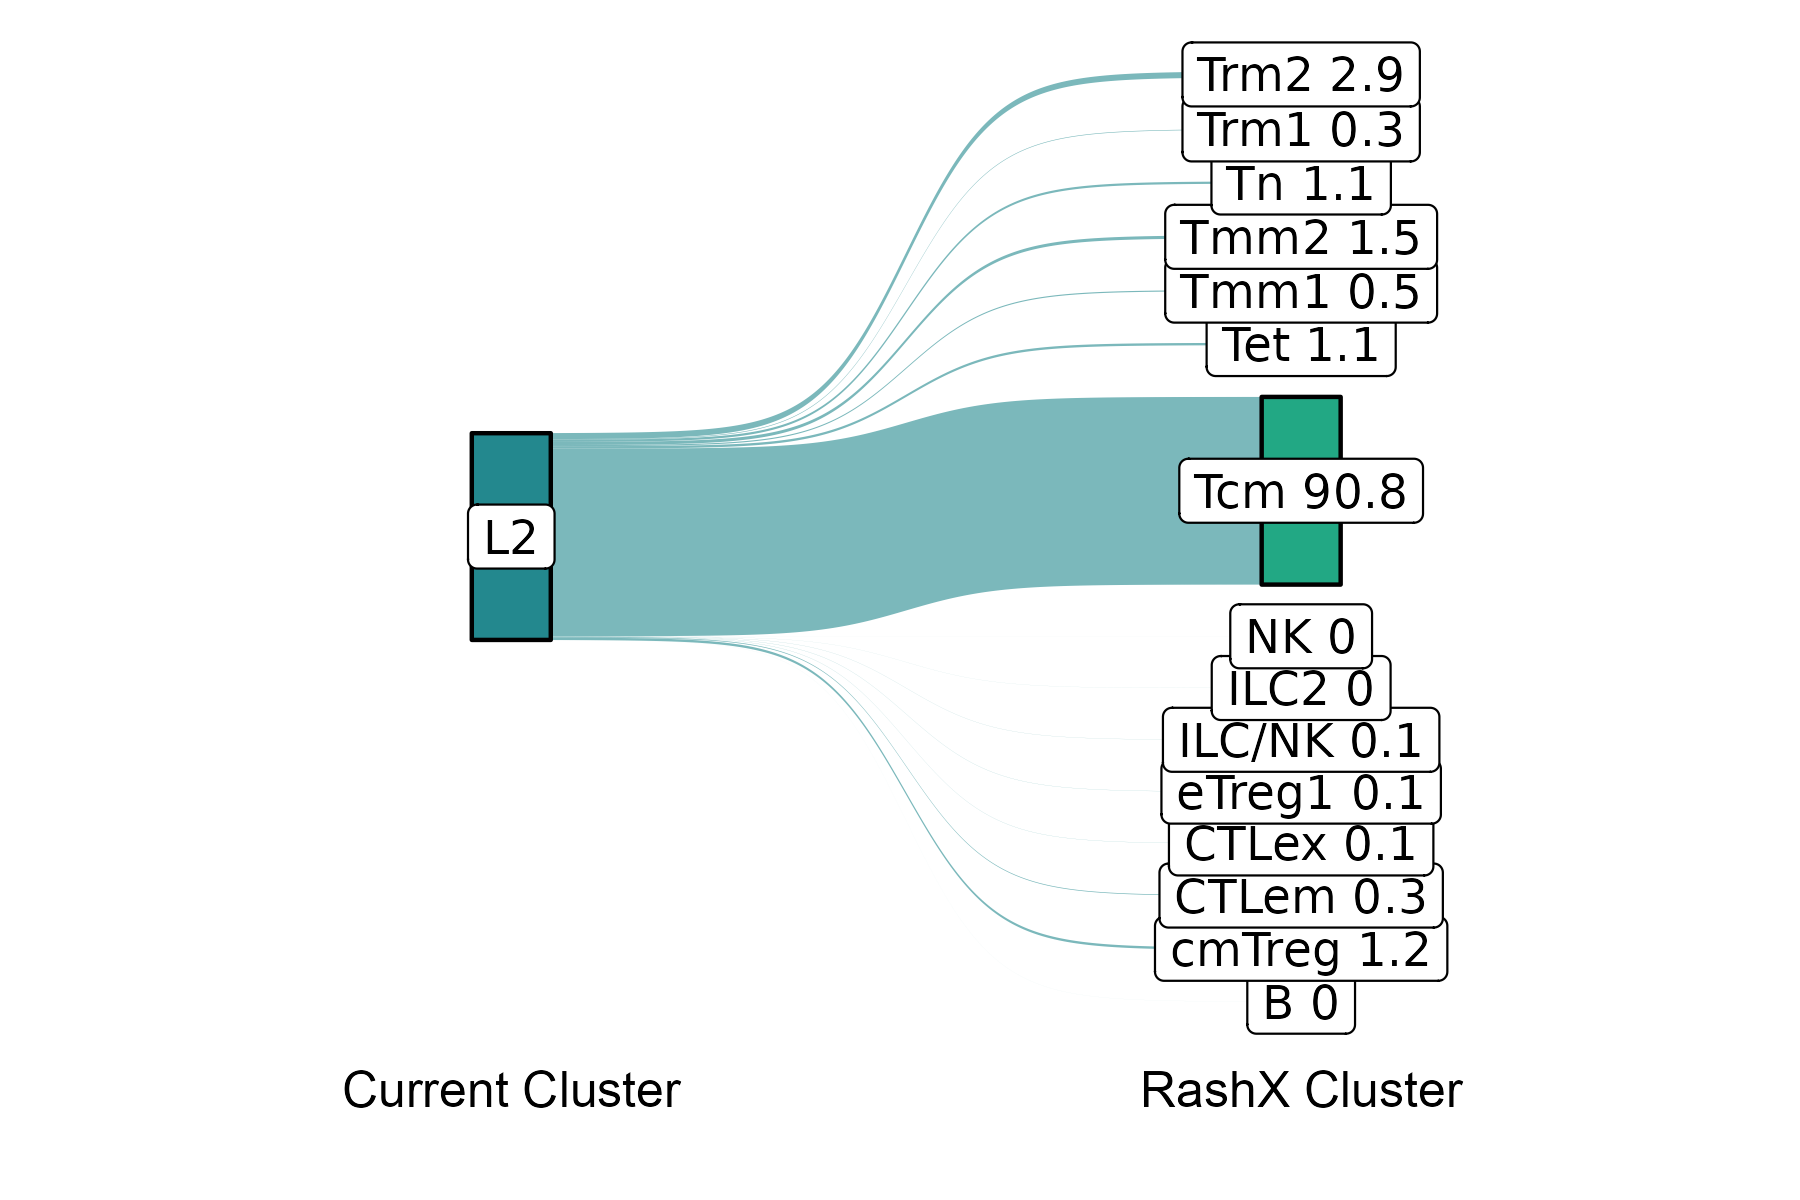 Trm2 2.9
Trm1 0.3
Tn 1.1
Tmm2 1.5
Tmm1 0.5
Tet 1.1
Tcm 90.8
L2
NK 0
ILC2 0
ILC/NK 0.1
eTreg1 0.1
CTLex 0.1
CTLem 0.3
cmTreg 1.2
B 0
Current Cluster
RashX Cluster